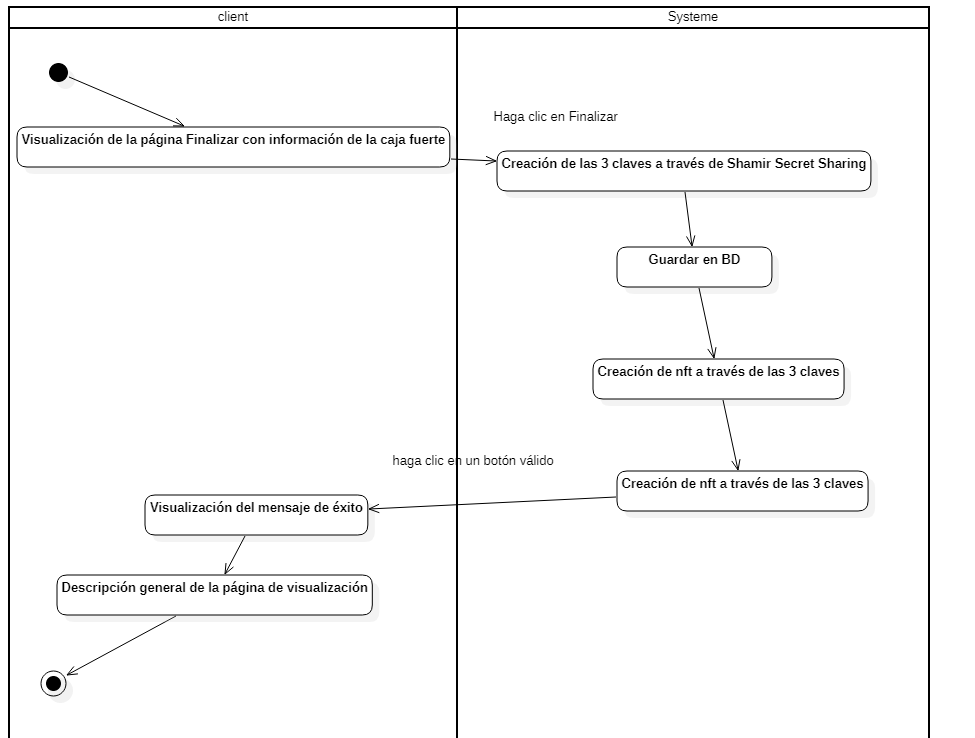 client
Systeme
Haga clic en Finalizar
Visualización de la página Finalizar con información de la caja fuerte
Creación de las 3 claves a través de Shamir Secret Sharing
Guardar en BD
Creación de nft a través de las 3 claves
haga clic en un botón válido
Creación de nft a través de las 3 claves
Visualización del mensaje de éxito
Descripción general de la página de visualización